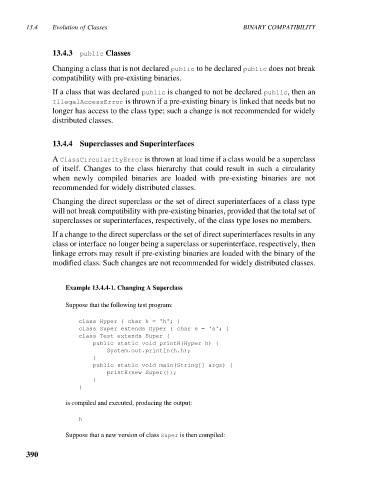 13.4 Evolution of Classes BINARY COMPATIBILITY
13.4.3 public Classes
Changing a class that is not declared public to be declared public does not break
compatibility with pre-existing binaries.
If a class that was declared public is changed to not be declared public, then an
IllegalAccessError is thrown if a pre-existing binary is linked that needs but no
longer has access to the class type; such a change is not recommended for widely
distributed classes.
13.4.4 Superclasses and Superinterfaces
A ClassCircularityError is thrown at load time if a class would be a superclass
of itself. Changes to the class hierarchy that could result in such a circularity
when newly compiled binaries are loaded with pre-existing binaries are not
recommended for widely distributed classes.
Changing the direct superclass or the set of direct superinterfaces of a class type
will not break compatibility with pre-existing binaries, provided that the total set of
superclasses or superinterfaces, respectively, of the class type loses no members.
If a change to the direct superclass or the set of direct superinterfaces results in any
class or interface no longer being a superclass or superinterface, respectively, then
linkage errors may result if pre-existing binaries are loaded with the binary of the
modified class. Such changes are not recommended for widely distributed classes.
Example 13.4.4-1. Changing A Superclass
Suppose that the following test program:
class Hyper { char h = 'h'; }
class Super extends Hyper { char s = 's'; }
class Test extends Super {
public static void printH(Hyper h) {
System.out.println(h.h);
}
public static void main(String[] args) {
printH(new Super());
}
}
is compiled and executed, producing the output:
h
Suppose that a new version of class Super is then compiled:
390